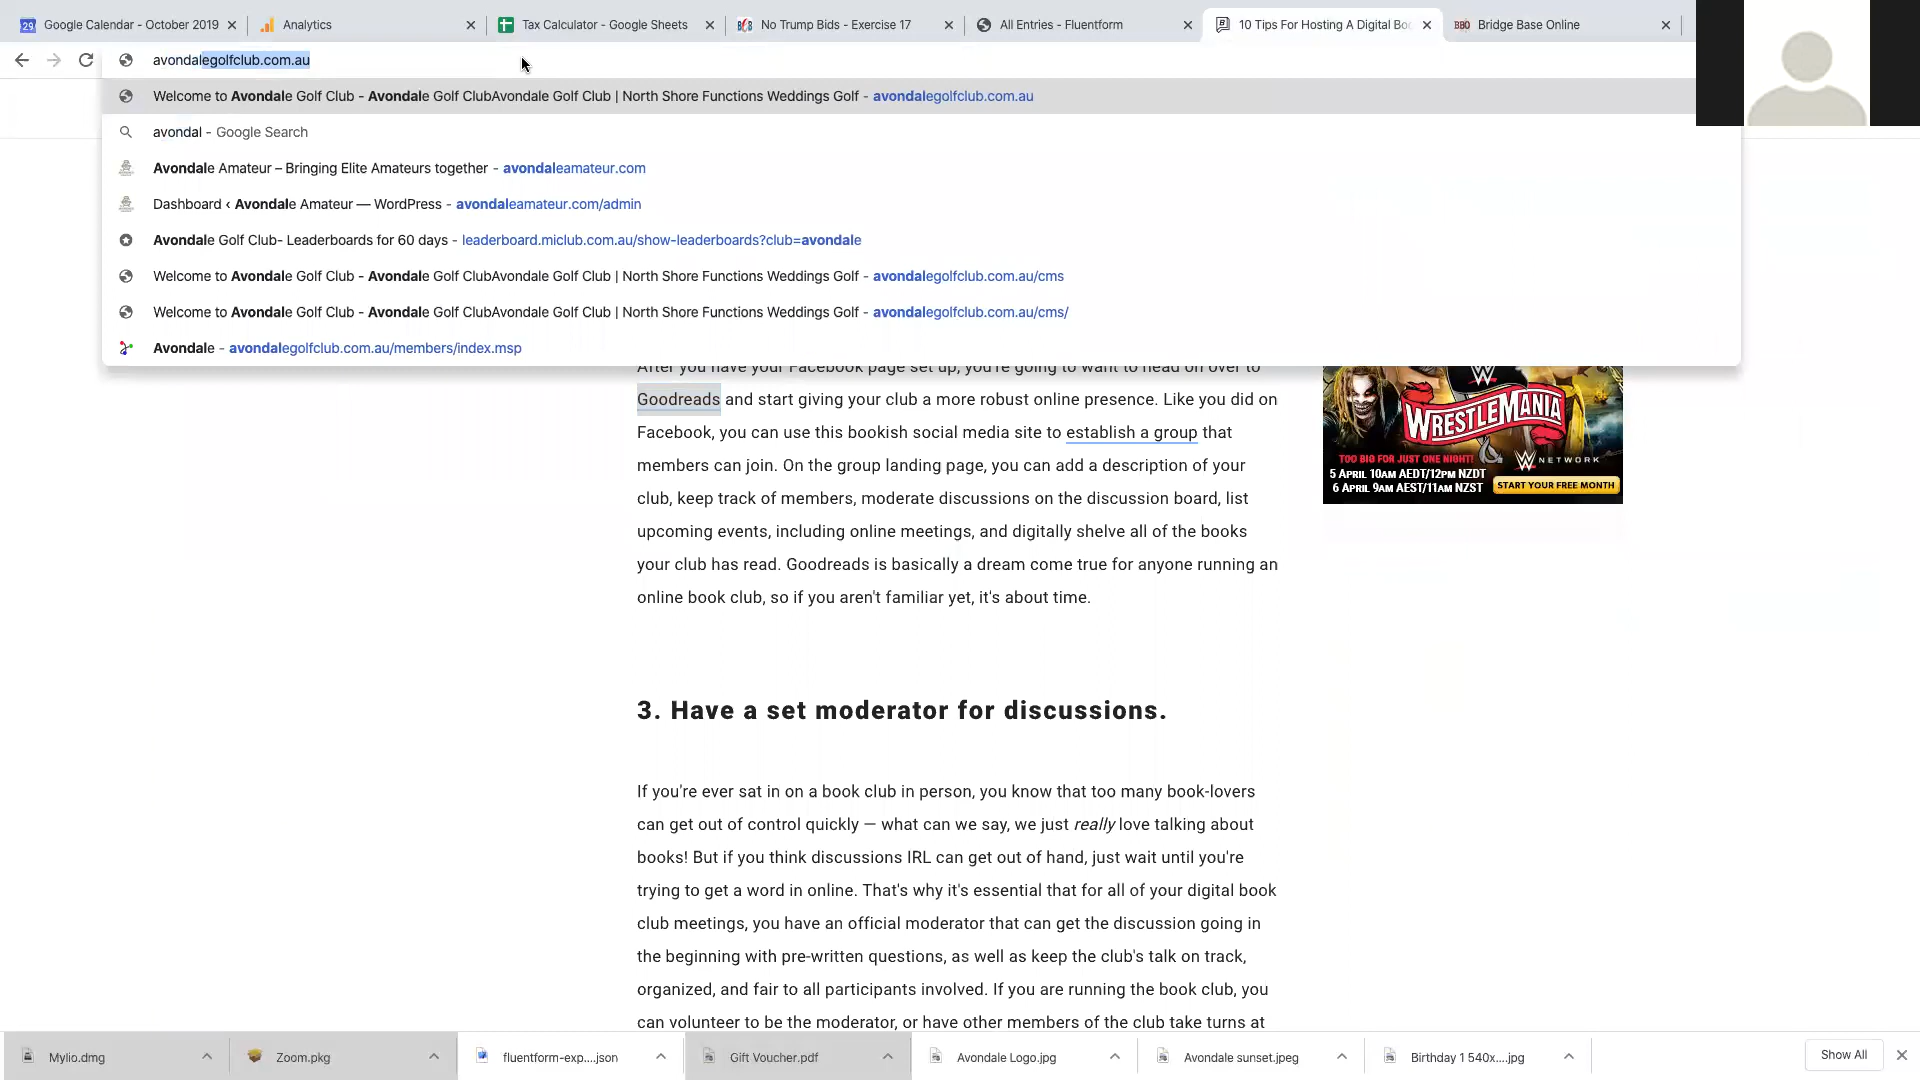 Google Calendar - October 2019
Analytics
Tax Calculator - Google Sheets
No Trump Bids - Exercise 17
All Entries - Fluentform
10 Tips For Hosting A Digital Bo
Bridge Base Online
avondalegolfclub.com.au
Welcome to Avondale Golf Club - Avondale Golf ClubAvondale Golf Club | North Shore Functions Weddings Golf - avondalegolfclub.com.au
avondal - Google Search
Avondale Amateur – Bringing Elite Amateurs together - avondaleamateur.com
Dashboard ‹ Avondale Amateur — WordPress - avondaleamateur.com/admin
Avondale Golf Club- Leaderboards for 60 days - leaderboard.miclub.com.au/show-leaderboards?club=avondale
Welcome to Avondale Golf Club - Avondale Golf ClubAvondale Golf Club | North Shore Functions Weddings Golf - avondalegolfclub.com.au/cms
Welcome to Avondale Golf Club - Avondale Golf ClubAvondale Golf Club | North Shore Functions Weddings Golf - avondalegolfclub.com.au/cms/
Avondale - avondalegolfclub.com.au/members/index.msp
After you have your Facebook page set up, you're going to want to head on over to
Goodreads and start giving your club a more robust online presence. Like you did on
Facebook, you can use this bookish social media site to establish a group that
members can join. On the group landing page, you can add a description of your
club, keep track of members, moderate discussions on the discussion board, list
upcoming events, including online meetings, and digitally shelve all of the books
your club has read. Goodreads is basically a dream come true for anyone running an
online book club, so if you aren't familiar yet, it's about time.
WRESTLEMANIA
TOO BIG FOR JUST ONE NIGHT!
NETWORK
5 APRIL 10AM AEDT/12PM NZDT
6 APRIL 9AM AEST/11AM NZST
START YOUR FREE MONTH
3. Have a set moderator for discussions.
If you're ever sat in on a book club in person, you know that too many book-lovers
can get out of control quickly — what can we say, we just really love talking about
books! But if you think discussions IRL can get out of hand, just wait until you're
trying to get a word in online. That's why it's essential that for all of your digital book
club meetings, you have an official moderator that can get the discussion going in
the beginning with pre-written questions, as well as keep the club's talk on track,
organized, and fair to all participants involved. If you are running the book club, you
can volunteer to be the moderator, or have other members of the club take turns at
Mylio.dmg
Zoom.pkg
fluentform-exp....json
Gift Voucher.pdf
Avondale Logo.jpg
Avondale sunset.jpeg
Birthday 1 540x....jpg
Show All